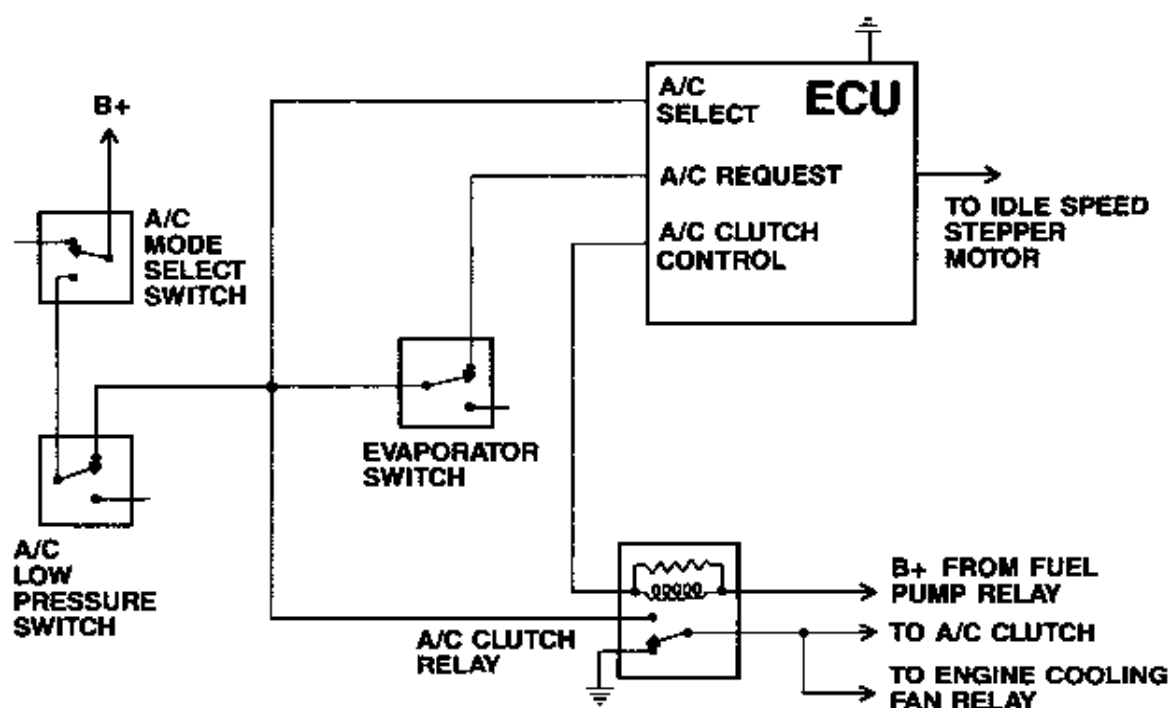 B+
A/C
MODE
SELECT
SWITCH
A/C
LOW
PRESSURE
SWITCH
EVAPORATOR
SWITCH
A/C
SELECT
ECU
A/C REQUEST
A/C CLUTCH
CONTROL
TO IDLE SPEED
STEPPER
MOTOR
A/C CLUTCH
RELAY
B+ FROM FUEL
PUMP RELAY
TO A/C CLUTCH
TO ENGINE COOLING
FAN RELAY